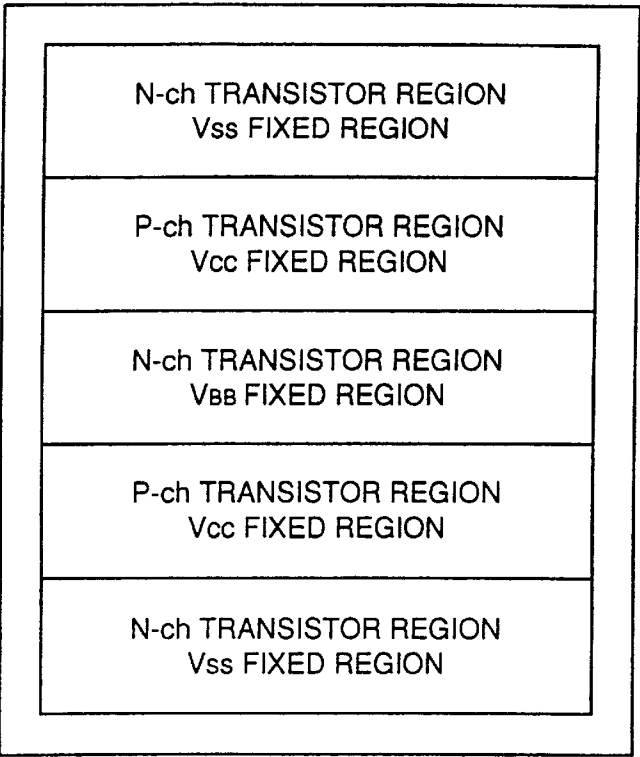 N-ch TRANSISTOR REGION
Vss FIXED REGION
P-ch TRANSISTOR REGION
Vcc FIXED REGION
N-ch TRANSISTOR REGION
VBB FIXED REGION
P-ch TRANSISTOR REGION
Vcc FIXED REGION
N-ch TRANSISTOR REGION
Vss FIXED REGION